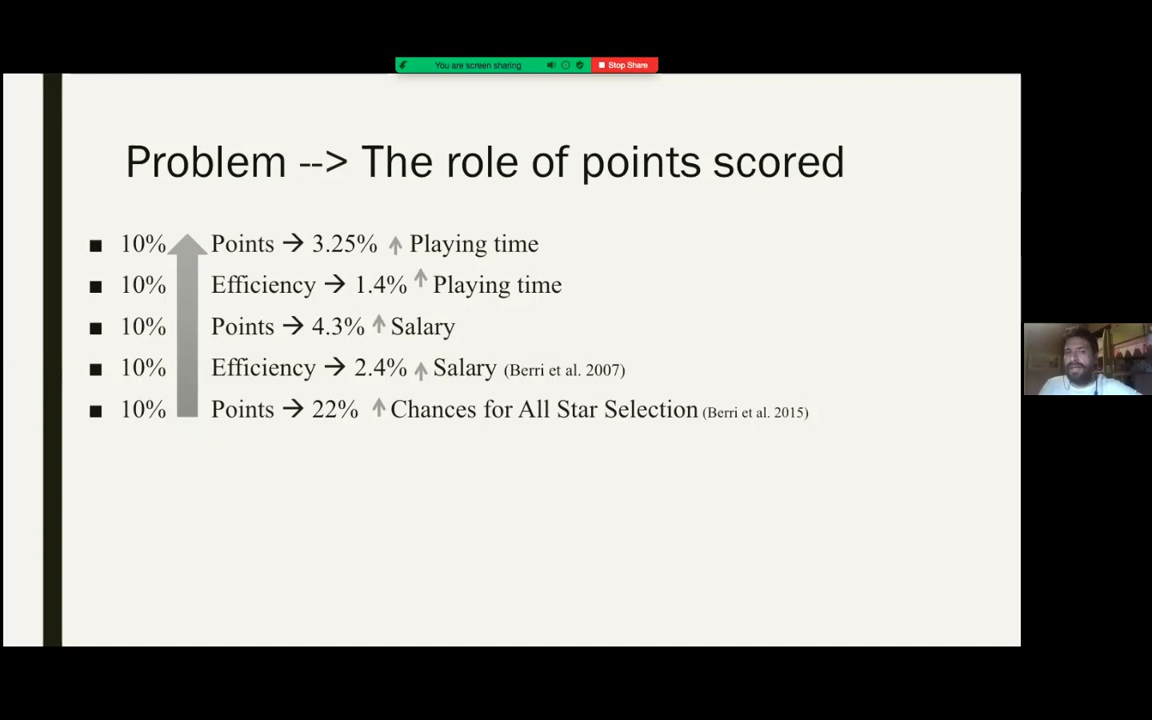 You are screen sharing Stop Share
Problem --> The role of points scored
■ 10% Points → 3.25% ↑ Playing time
■ 10% Efficiency → 1.4% ↑ Playing time
■ 10% Points → 4.3% ↑ Salary
■ 10% Efficiency → 2.4% ↑ Salary (Berri et al. 2007)
■ 10% Points → 22% ↑ Chances for All Star Selection (Berri et al. 2015)